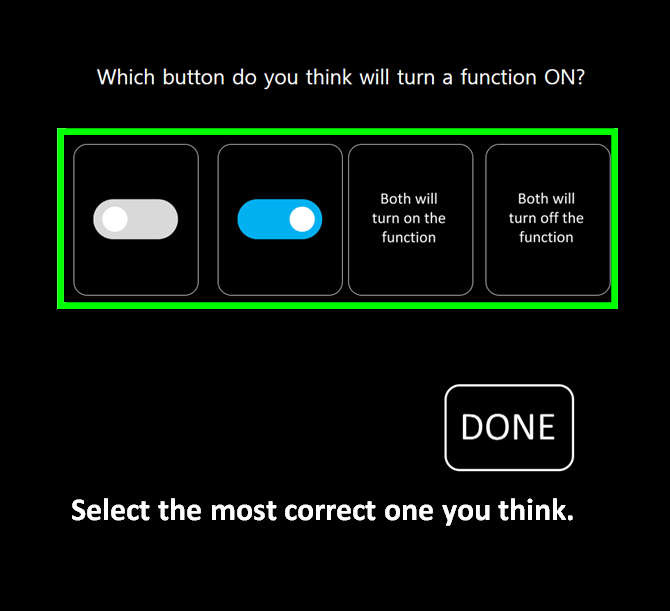 Which button do you think will turn a function ON?
Both will
turn on the
function
Both will
turn off the
function
DONE
Select the most correct one you think.